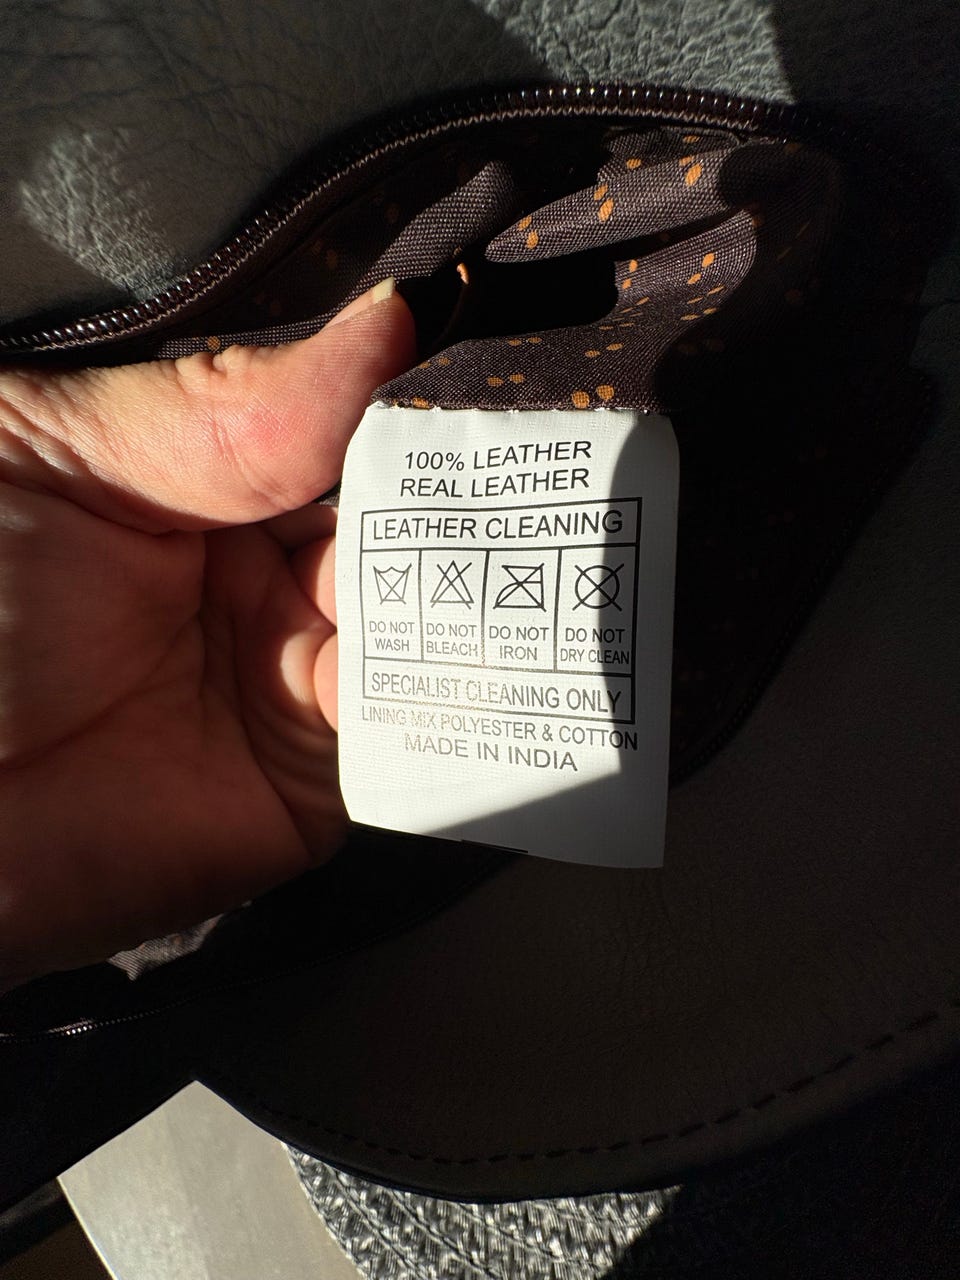 100% LEATHER
REAL LEATHER
LEATHER CLEANING
DO NOT WASH
DO NOT BLEACH
DO NOT IRON
DO NOT DRY CLEAN
SPECIALIST CLEANING ONLY
LINING MIX POLYESTER & COTTON
MADE IN INDIA